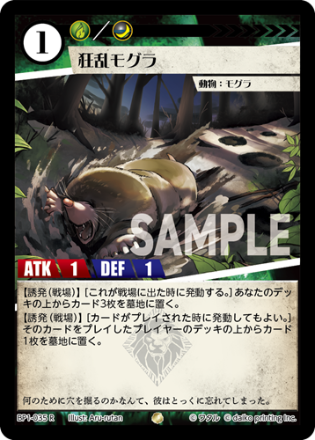 1
/
狂乱モグラ
動物：モグラ
SAMPLE
ATK 1 DEF 1
【誘発(戦場)】[これが戦場に出た時に発動する。]あなたのデッ
キの上からカード3枚を墓地に置く。
【誘発(戦場)】[カードがプレイされた時に発動してもよい。]
そのカードをプレイしたプレイヤーのデッキの上からカード
1枚を墓地に置く。
何のために穴を掘るのかなんて、彼はとっくに忘れてしまった。
BP1-035 R Illust: Aru-rutan © ククル © daiko printing inc.